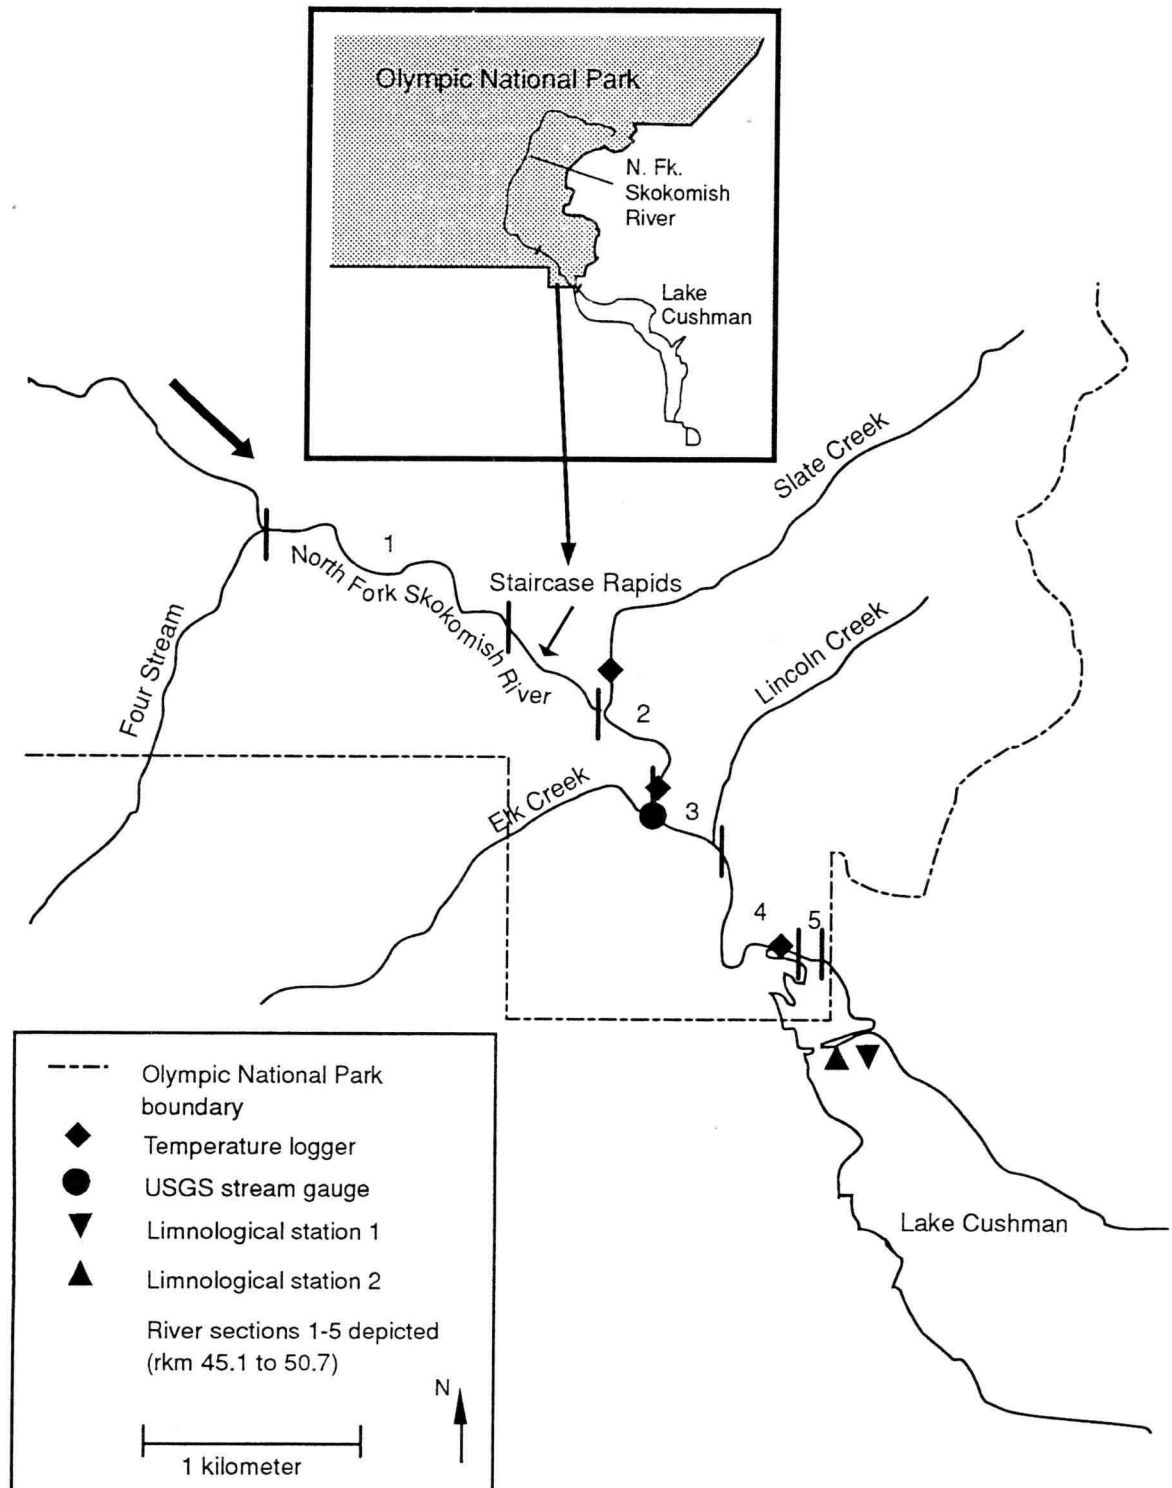 Olympic National Park
N. Fk.
Skokomish
River
Lake
Cushman
Slate Creek
1
North Fork Skokomish River
Staircase Rapids
Four Stream
Lincoln Creek
2
Elk Creek
3
4
5
Olympic National Park
boundary
Temperature logger
USGS stream gauge
Limnological station 1
Limnological station 2
River sections 1-5 depicted
(rkm 45.1 to 50.7)
N
1 kilometer
Lake Cushman